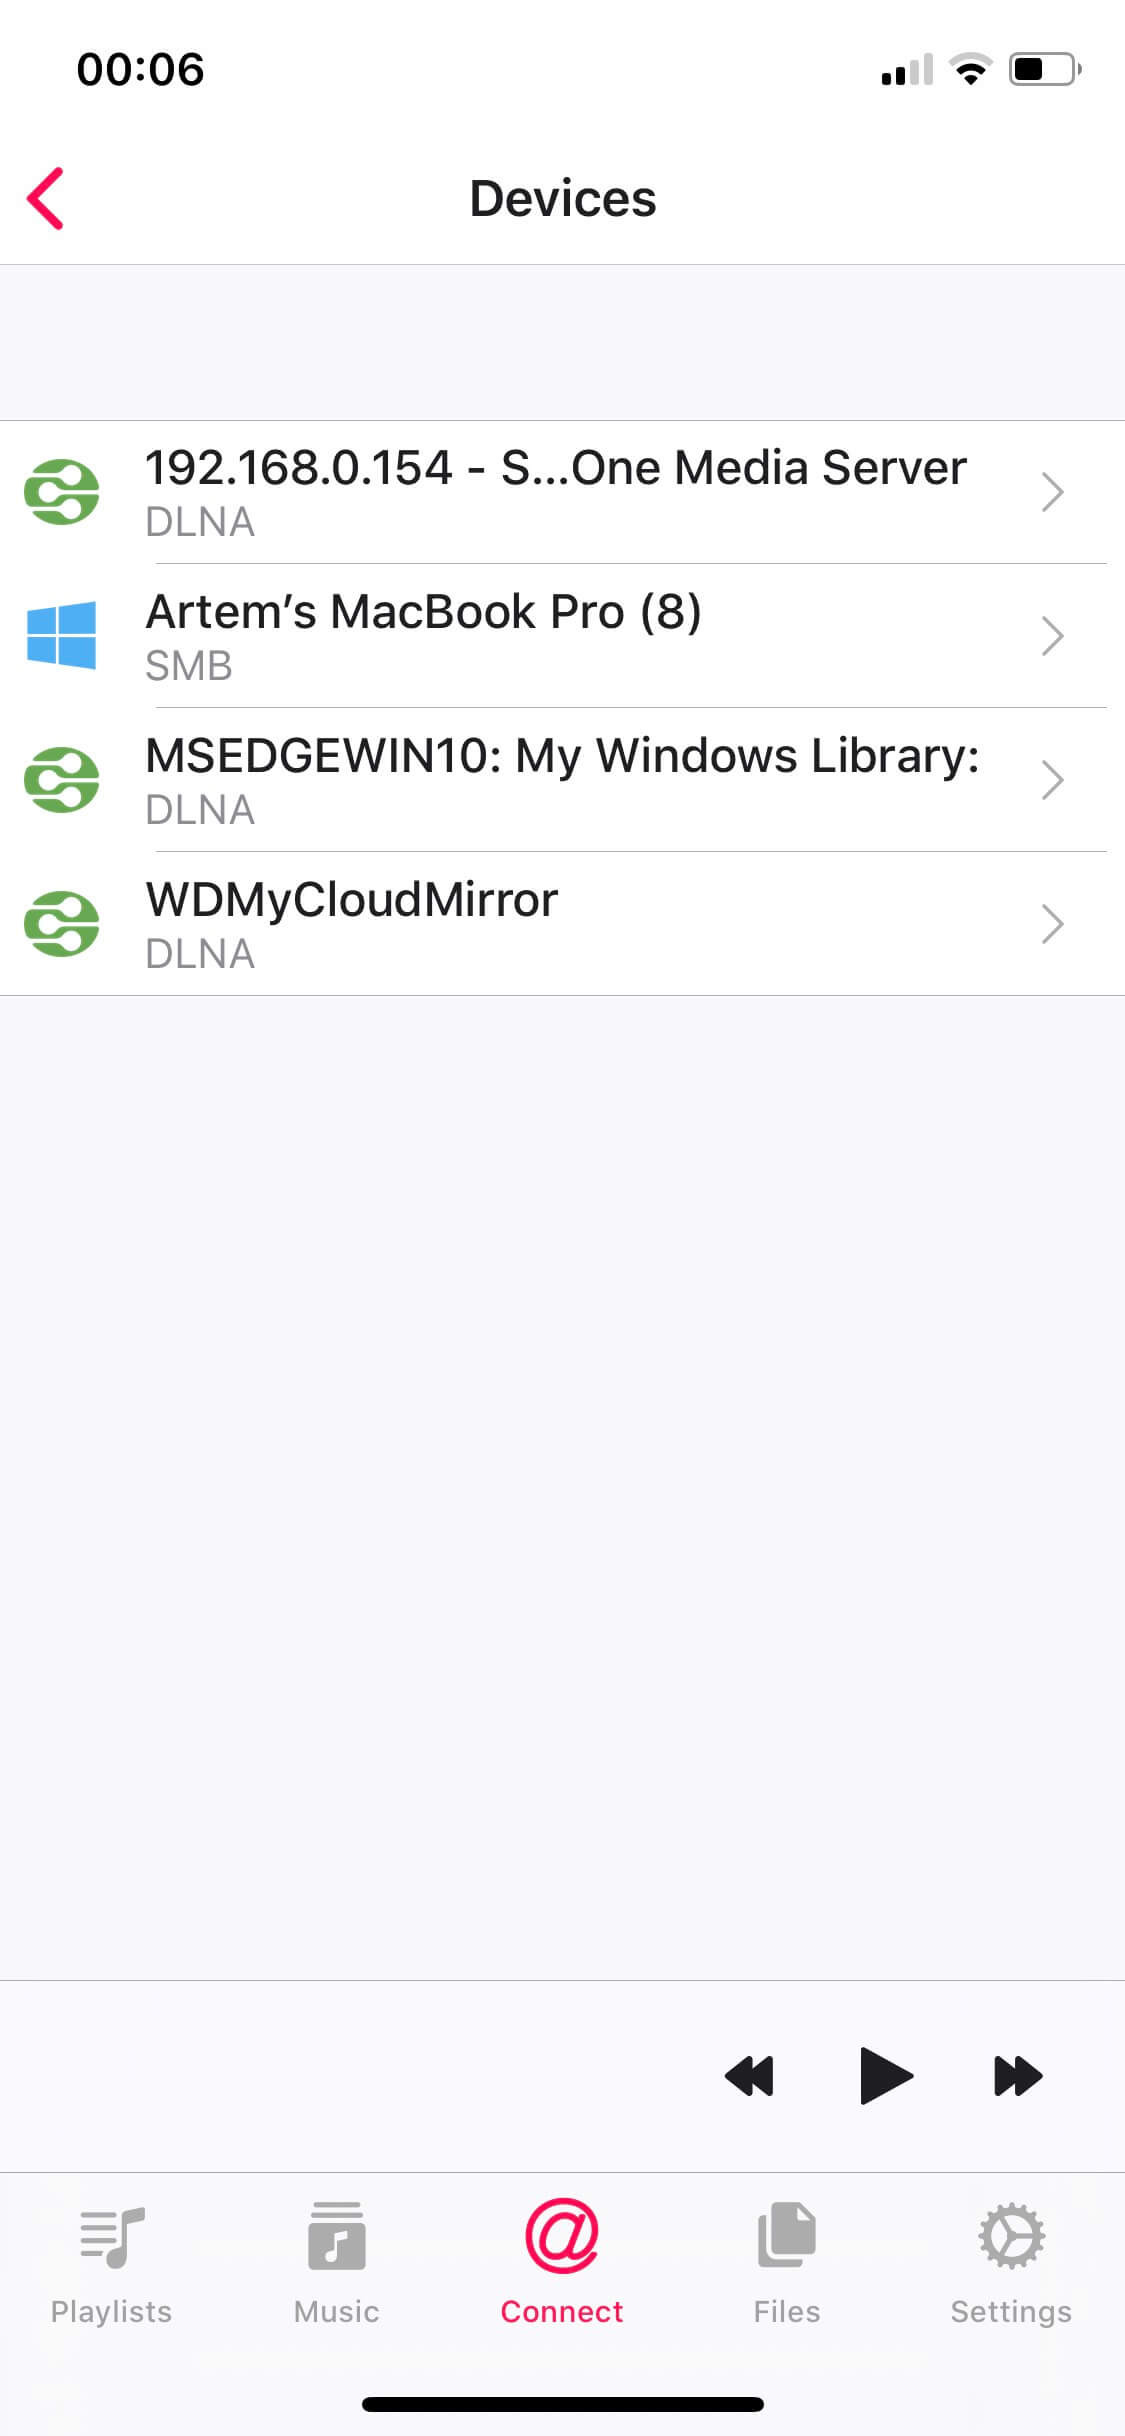 00:06
Devices
192.168.0.154 - S...One Media Server
DLNA
Artem’s MacBook Pro (8)
SMB
MSEDGEWIN10: My Windows Library:
DLNA
WDMyCloudMirror
DLNA
Playlists
Music
Connect
Files
Settings